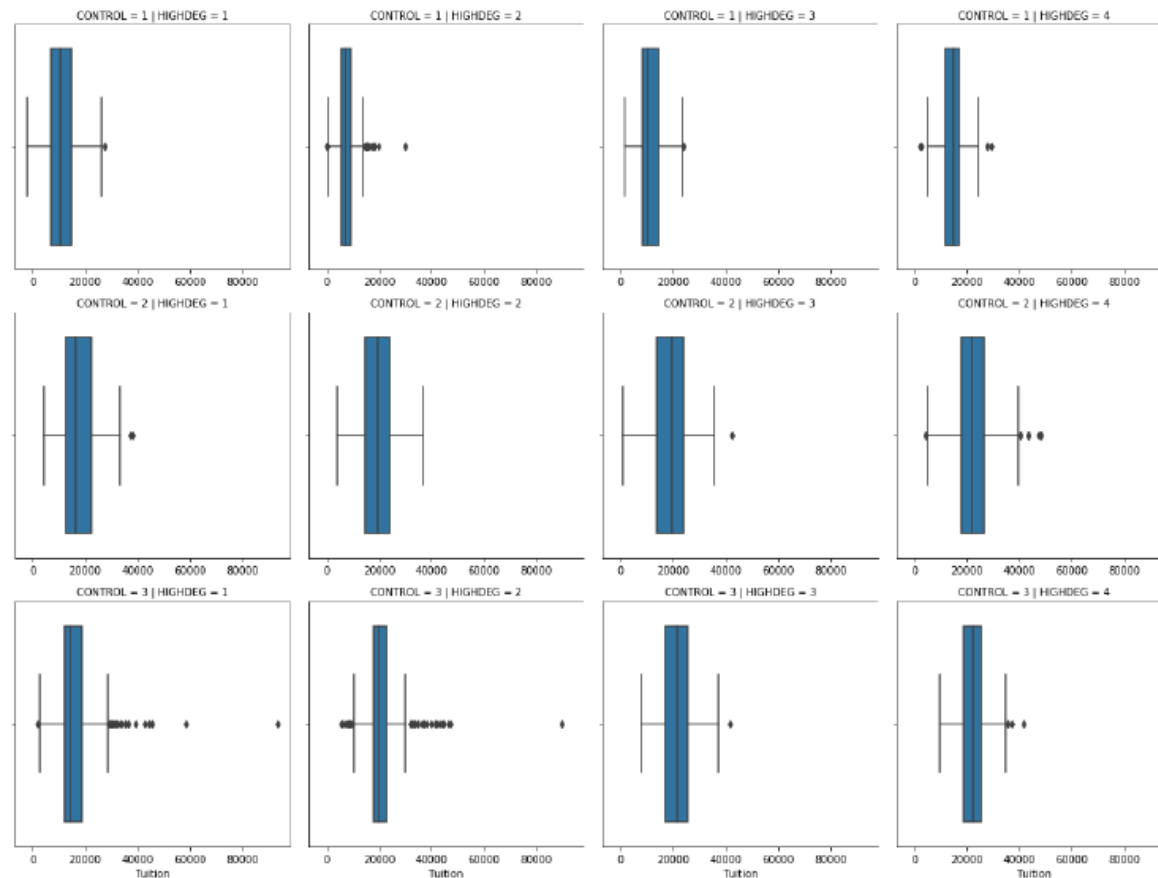 CONTROL = 1 | HIGHDEG = 1
CONTROL = 1 | HIGHDEG = 2
CONTROL = 1 | HIGHDEG = 3
CONTROL = 1 | HIGHDEG = 4
0 20000 40000 60000 80000
0 20000 40000 60000 80000
0 20000 40000 60000 80000
0 20000 40000 60000 80000
CONTROL = 2 | HIGHDEG = 1
CONTROL = 2 | HIGHDEG = 2
CONTROL = 2 | HIGHDEG = 3
CONTROL = 2 | HIGHDEG = 4
0 20000 40000 60000 80000
0 20000 40000 60000 80000
0 20000 40000 60000 80000
0 20000 40000 60000 80000
CONTROL = 3 | HIGHDEG = 1
CONTROL = 3 | HIGHDEG = 2
CONTROL = 3 | HIGHDEG = 3
CONTROL = 3 | HIGHDEG = 4
0 20000 40000 60000 80000
0 20000 40000 60000 80000
0 20000 40000 60000 80000
0 20000 40000 60000 80000
Tuition
Tuition
Tuition
Tuition